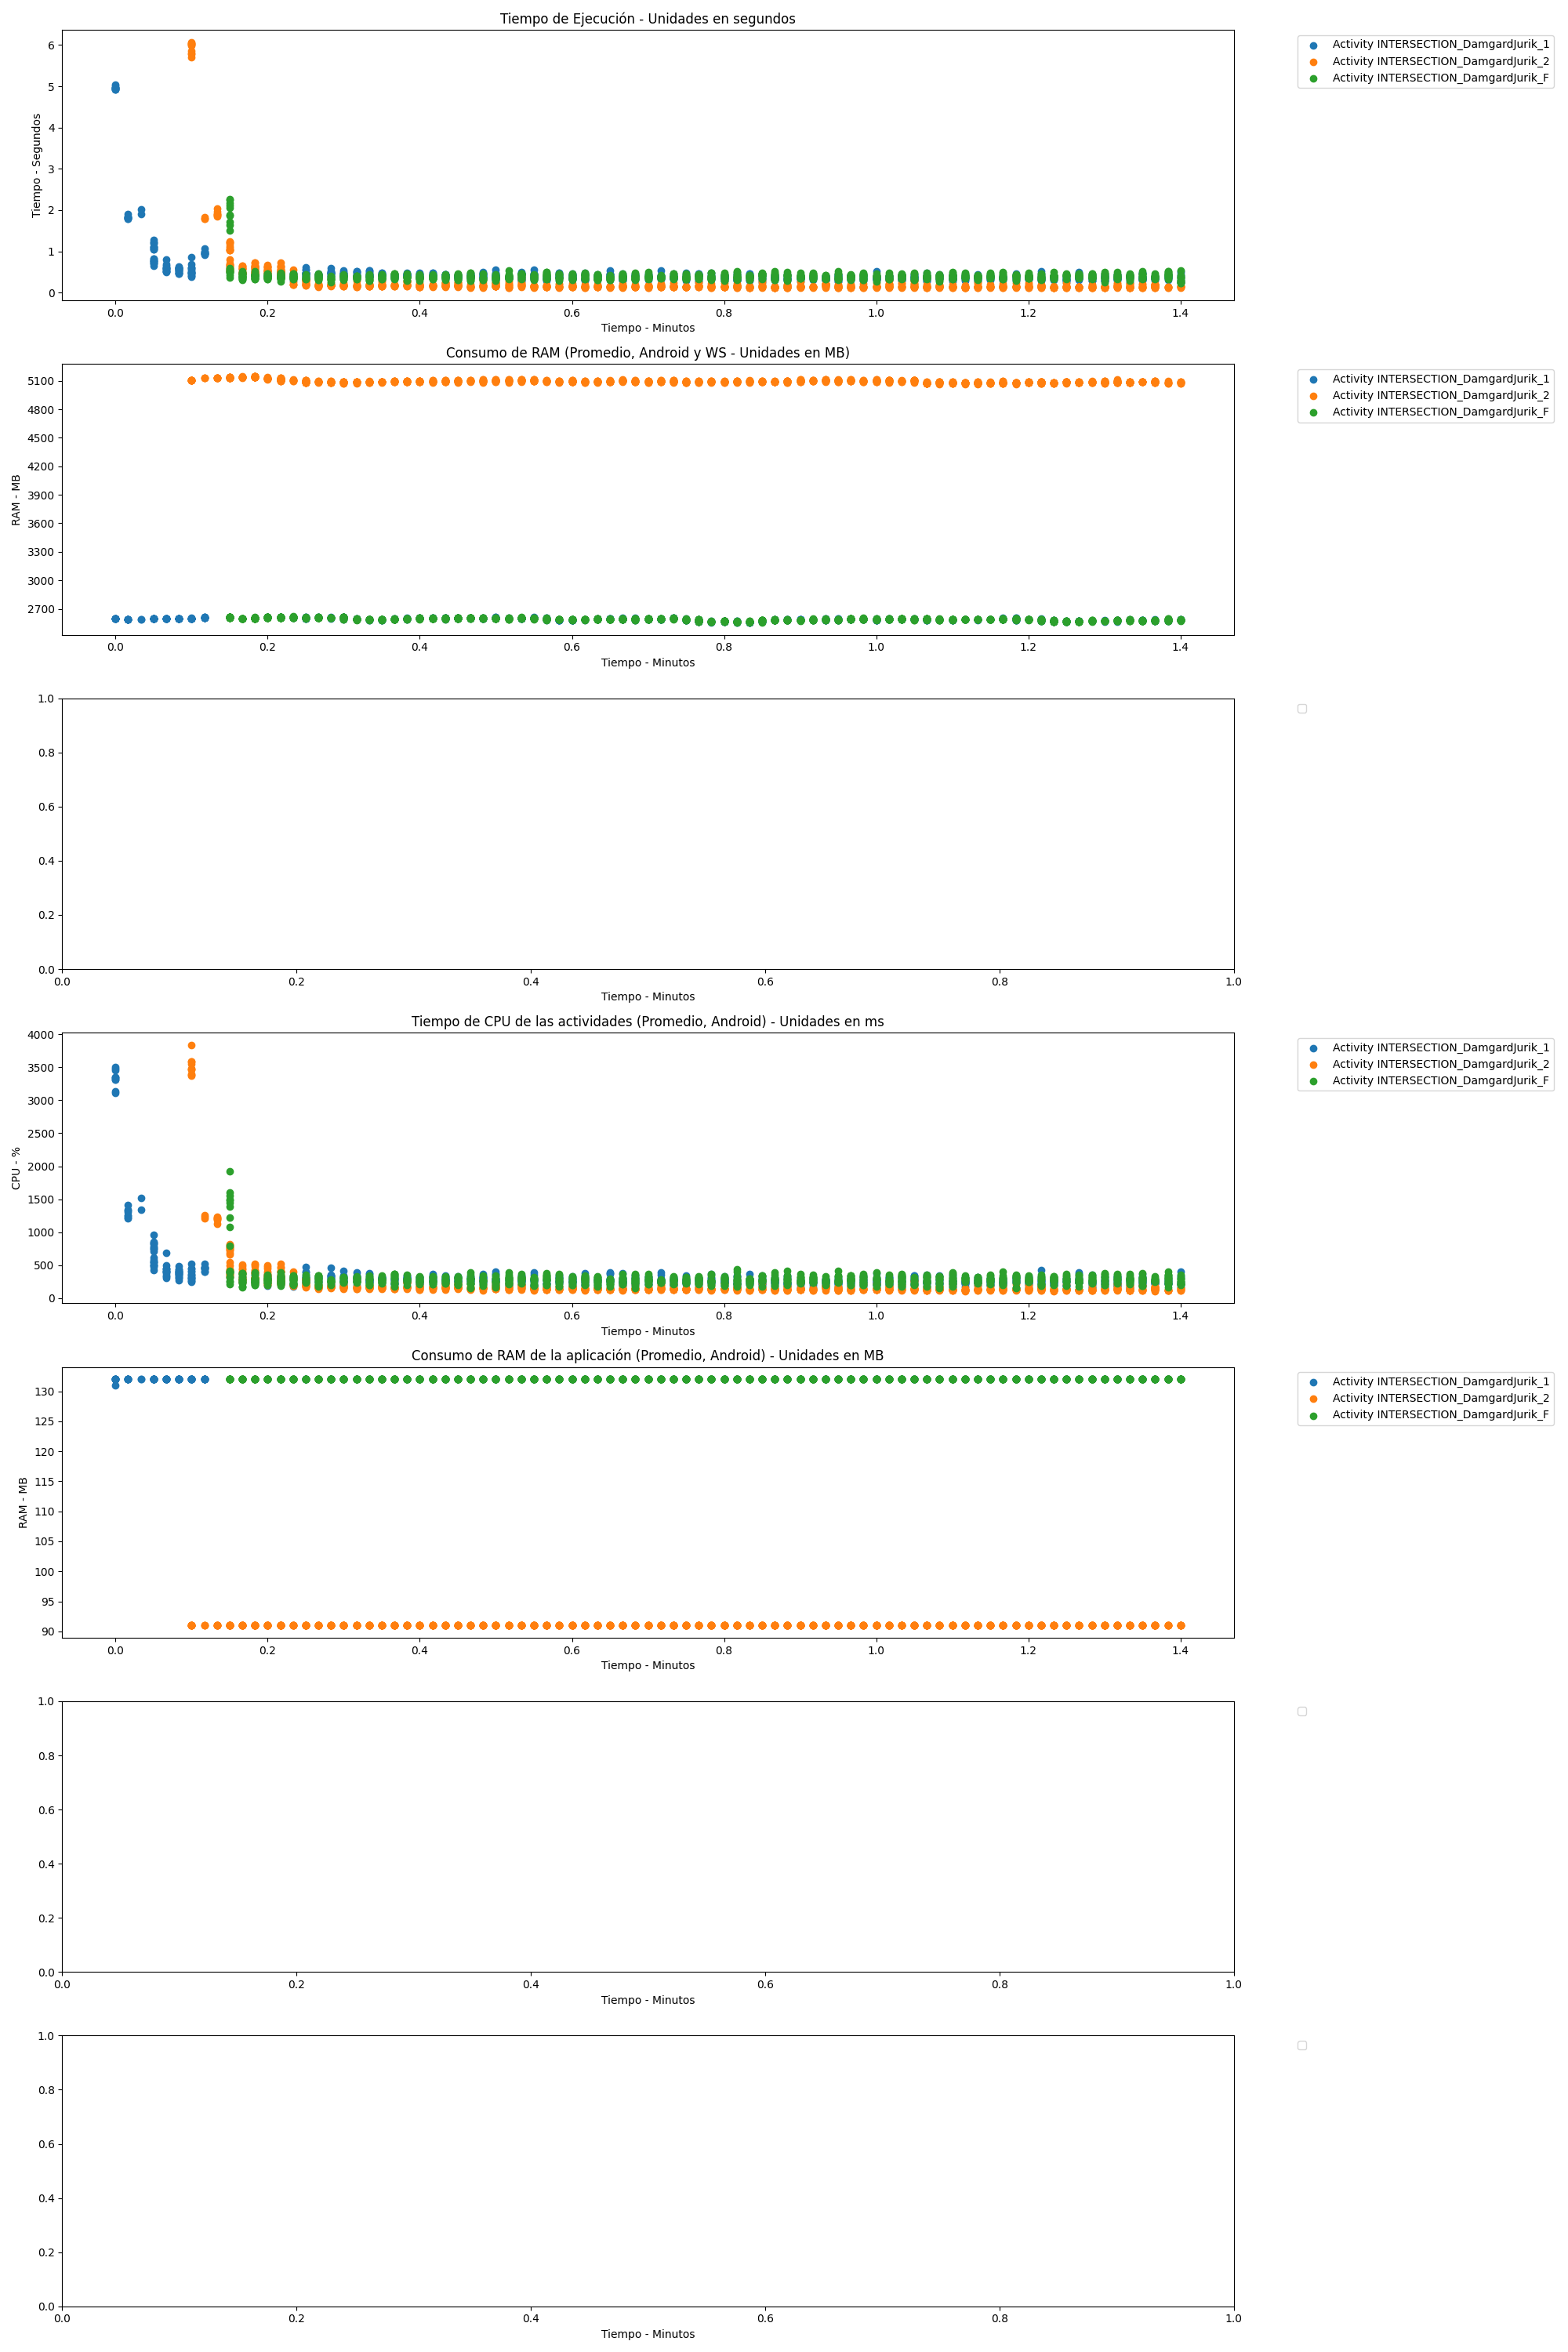 Tiempo de Ejecución - Unidades en segundos
6
5
4
3
2
1
0
Tiempo - Segundos
0.0 0.2 0.4 0.6 0.8 1.0 1.2 1.4
Tiempo - Minutos
Activity INTERSECTION_DamgardJurik_1
Activity INTERSECTION_DamgardJurik_2
Activity INTERSECTION_DamgardJurik_F
Consumo de RAM (Promedio, Android y WS - Unidades en MB)
5100
4800
4500
4200
3900
3600
3300
3000
2700
RAM - MB
0.0 0.2 0.4 0.6 0.8 1.0 1.2 1.4
Tiempo - Minutos
Activity INTERSECTION_DamgardJurik_1
Activity INTERSECTION_DamgardJurik_2
Activity INTERSECTION_DamgardJurik_F
1.0
0.8
0.6
0.4
0.2
0.0
0.0 0.2 0.4 0.6 0.8 1.0
Tiempo - Minutos
Tiempo de CPU de las actividades (Promedio, Android) - Unidades en ms
4000
3500
3000
2500
2000
1500
1000
500
0
CPU - %
0.0 0.2 0.4 0.6 0.8 1.0 1.2 1.4
Tiempo - Minutos
Activity INTERSECTION_DamgardJurik_1
Activity INTERSECTION_DamgardJurik_2
Activity INTERSECTION_DamgardJurik_F
Consumo de RAM de la aplicación (Promedio, Android) - Unidades en MB
130
125
120
115
110
105
100
95
90
RAM - MB
0.0 0.2 0.4 0.6 0.8 1.0 1.2 1.4
Tiempo - Minutos
Activity INTERSECTION_DamgardJurik_1
Activity INTERSECTION_DamgardJurik_2
Activity INTERSECTION_DamgardJurik_F
1.0
0.8
0.6
0.4
0.2
0.0
0.0 0.2 0.4 0.6 0.8 1.0
Tiempo - Minutos
1.0
0.8
0.6
0.4
0.2
0.0
0.0 0.2 0.4 0.6 0.8 1.0
Tiempo - Minutos